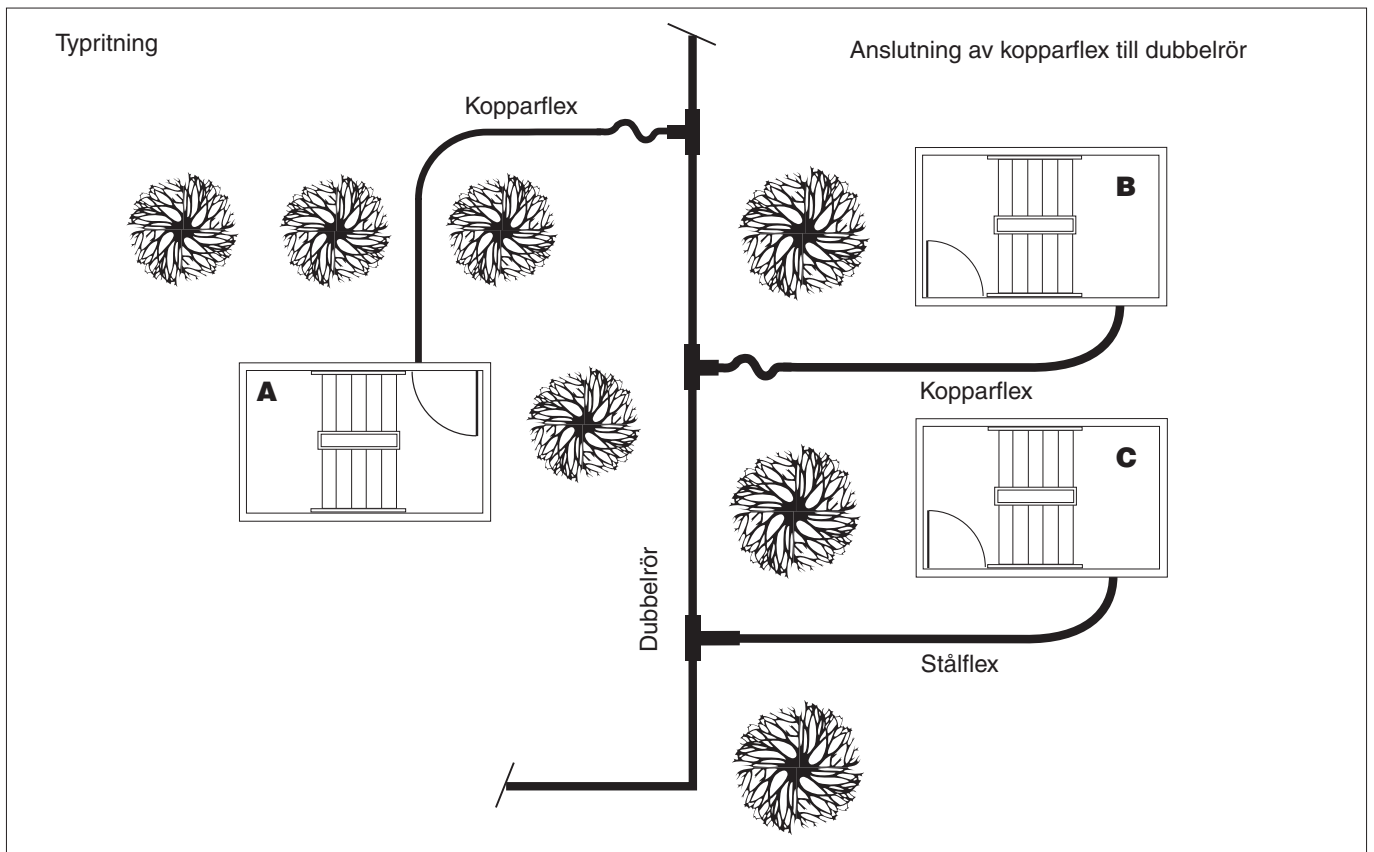 Typritning
Anslutning av kopparflex till dubbelrör
Kopparflex
B
A
Kopparflex
C
Dubbelrör
Stålflex